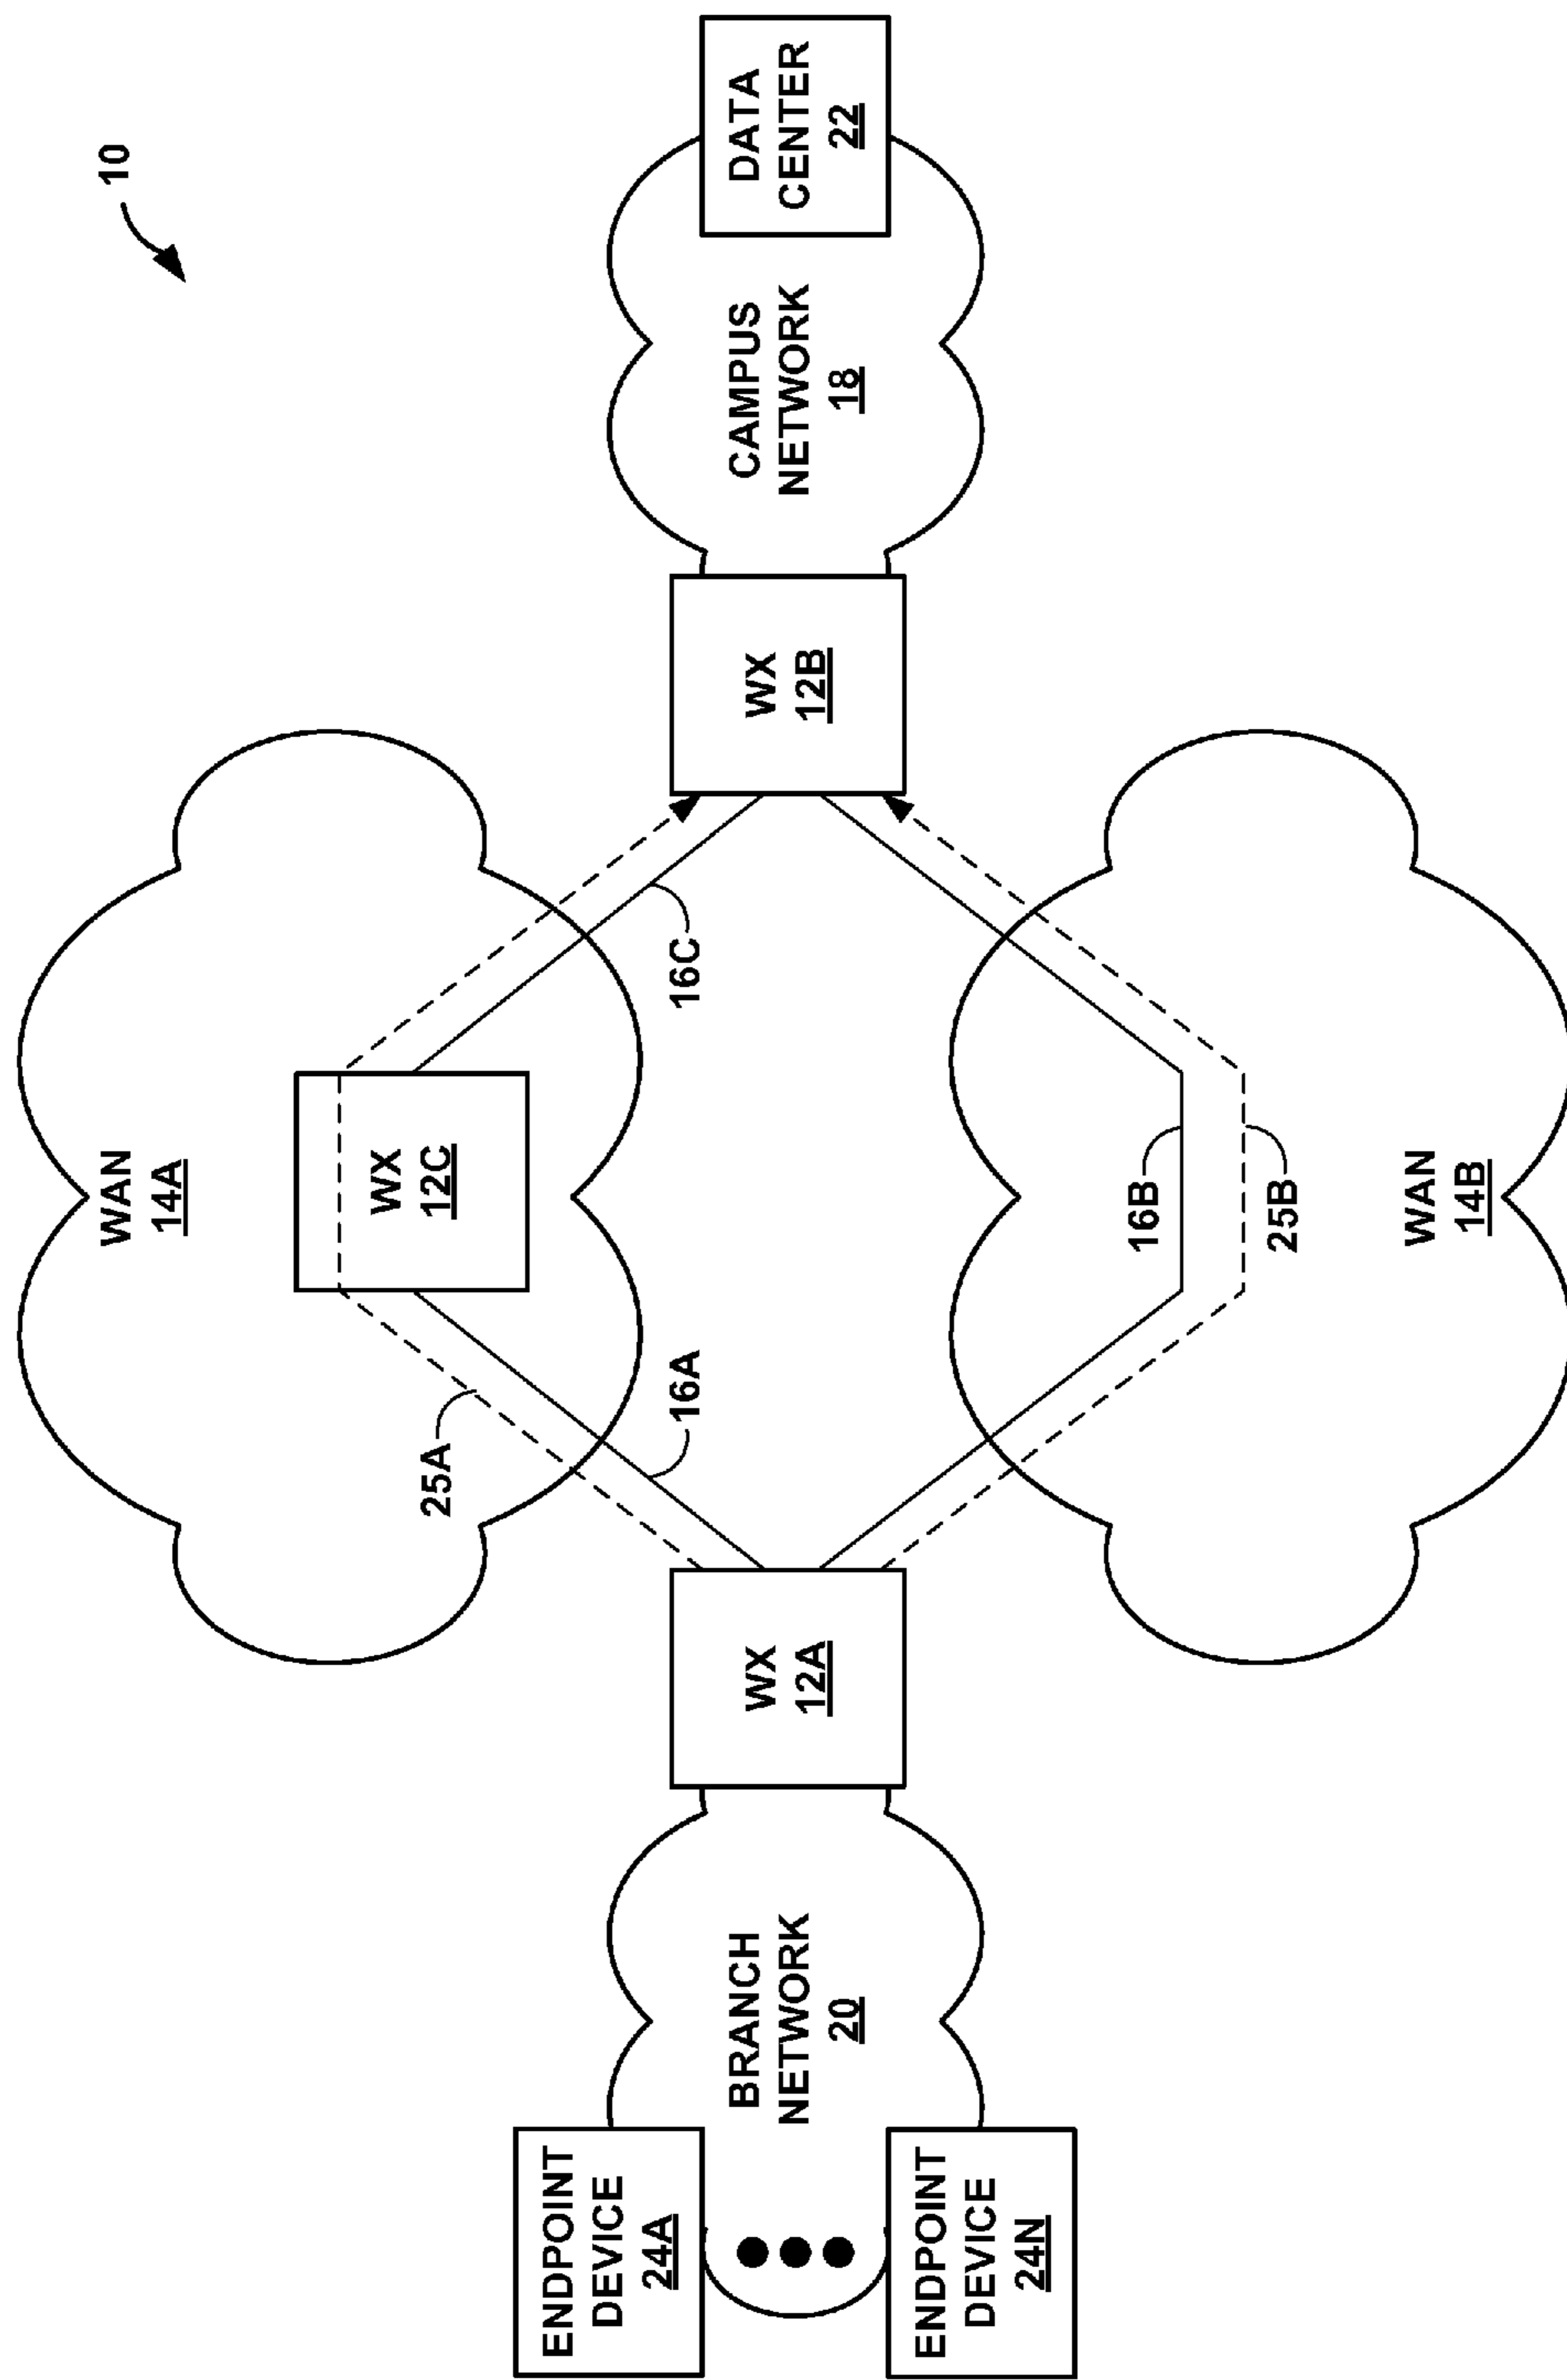 10
WAN
14A
WX
12C
25A
16A
16C
ENDPOINT
DEVICE
24A
BRANCH
NETWORK
20
WX
12A
WX
12B
CAMPUS
NETWORK
18
DATA
CENTER
22
ENDPOINT
DEVICE
24N
16B
25B
WAN
14B